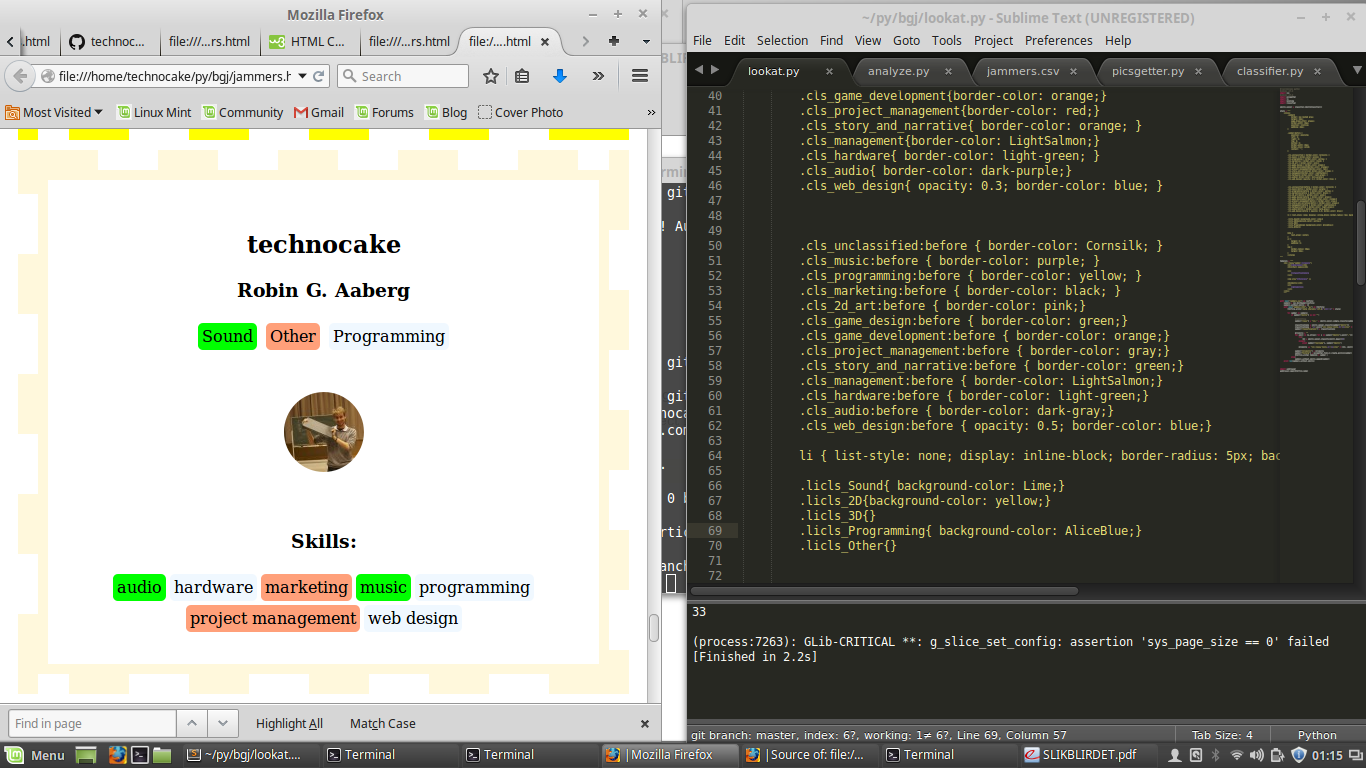 Mozilla Firefox
.html
technoc...
file:///...rs.html
HTML C...
file:///...rs.html
file:/....html
file:///home/technocake/py/bgj/jammers.h
Search
Most Visited
Linux Mint
Community
Gmail
Forums
Blog
Cover Photo
technocake
Robin G. Aaberg
Sound Other Programming
Skills:
audio hardware marketing music programming
project management web design
Find in page
Highlight All
Match Case
~/py/bgj/lookat.py - Sublime Text (UNREGISTERED)
File Edit Selection Find View Goto Tools Project Preferences Help
lookat.py
analyze.py
jammers.csv
picsgetter.py
classifier.py
40 .cls_game_development{border-color: orange;}
41 .cls_project_management{border-color: red;}
42 .cls_story_and_narrative{ border-color: orange; }
43 .cls_management{border-color: LightSalmon;}
44 .cls_hardware{ border-color: light-green; }
45 .cls_audio{ border-color: dark-purple;}
46 .cls_web_design{ opacity: 0.3; border-color: blue; }
47
48
49
50 .cls_unclassified:before { border-color: Cornsilk; }
51 .cls_music:before { border-color: purple; }
52 .cls_programming:before { border-color: yellow; }
53 .cls_marketing:before { border-color: black; }
54 .cls_2d_art:before { border-color: pink;}
55 .cls_game_design:before { border-color: green;}
56 .cls_game_development:before { border-color: orange;}
57 .cls_project_management:before { border-color: gray;}
58 .cls_story_and_narrative:before { border-color: green;}
59 .cls_management:before { border-color: LightSalmon;}
60 .cls_hardware:before { border-color: light-green;}
61 .cls_audio:before { border-color: dark-gray;}
62 .cls_web_design:before { opacity: 0.5; border-color: blue;}
63
64 li { list-style: none; display: inline-block; border-radius: 5px; bac
65
66 .licls_Sound{ background-color: Lime;}
67 .licls_2D{background-color: yellow;}
68 .licls_3D{}
69 .licls_Programming{ background-color: AliceBlue;}
70 .licls_Other{}
71
72
33
(process:7263): GLib-CRITICAL **: g_slice_set_config: assertion 'sys_page_size == 0' failed
[Finished in 2.2s]
git branch: master, index: 6?, working: 1≠ 6?, Line 69, Column 57
Tab Size: 4
Python
Menu
~/py/bgj/lookat....
Terminal
Terminal
| Mozilla Firefox
| Source of: file:/...
Terminal
SLIKBLIRDET.pdf
01:15